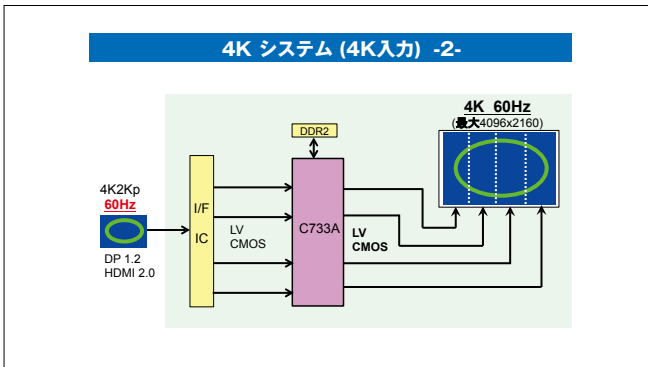 4K システム (4K入力) -2-
4K 60Hz
(最大4096x2160)
DDR2
4K2Kp
60Hz
I/F
IC
LV
CMOS
C733A
LV
CMOS
DP 1.2
HDMI 2.0